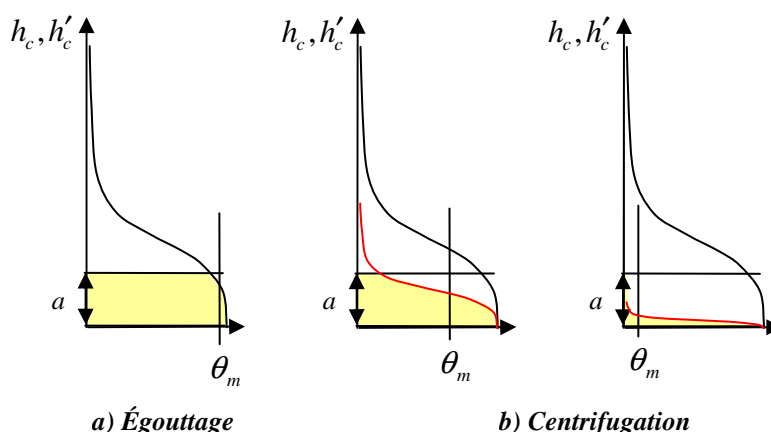 h_c, h'_c
h_c, h'_c
h_c, h'_c
a
a
a
θ_m
θ_m
θ_m
a) Égouttage
b) Centrifugation